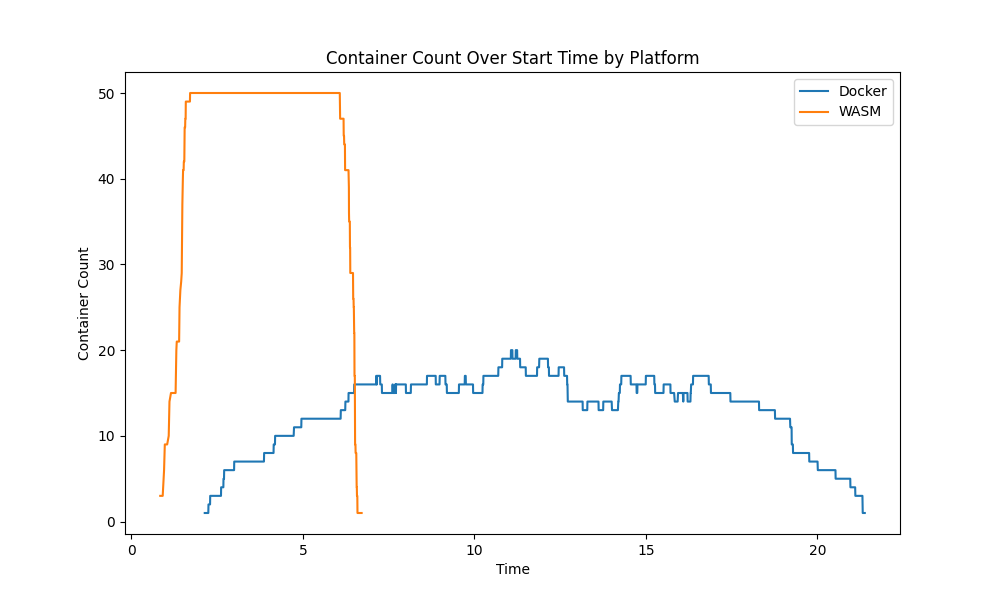 Container Count Over Start Time by Platform
Docker
WASM
Container Count
50
40
30
20
10
0
0 5 10 15 20
Time